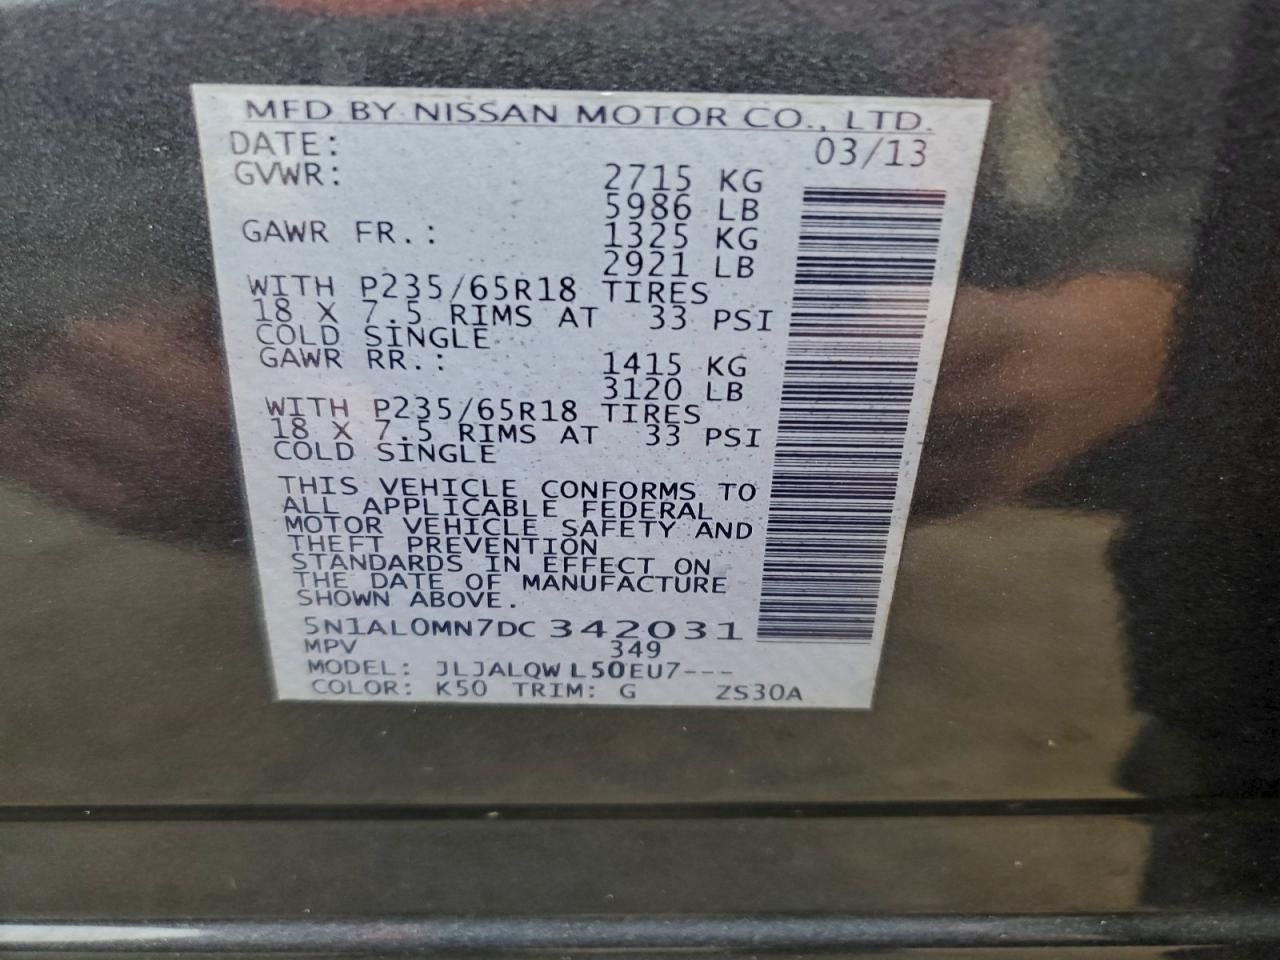 MFD BY NISSAN MOTOR CO., LTD.
DATE: 03/13
GVWR: 2715 KG
5986 LB
GAWR FR.: 1325 KG
2921 LB
WITH P235/65R18 TIRES
18 X 7.5 RIMS AT 33 PSI
COLD SINGLE
GAWR RR.: 1415 KG
3120 LB
WITH P235/65R18 TIRES
18 X 7.5 RIMS AT 33 PSI
COLD SINGLE
THIS VEHICLE CONFORMS TO
ALL APPLICABLE FEDERAL
MOTOR VEHICLE SAFETY AND
THEFT PREVENTION
STANDARDS IN EFFECT ON
THE DATE OF MANUFACTURE
SHOWN ABOVE.
5N1AL0MN7DC 342031
MPV 349
MODEL: JLJALQW L50EU7---
COLOR: K50 TRIM: G ZS30A